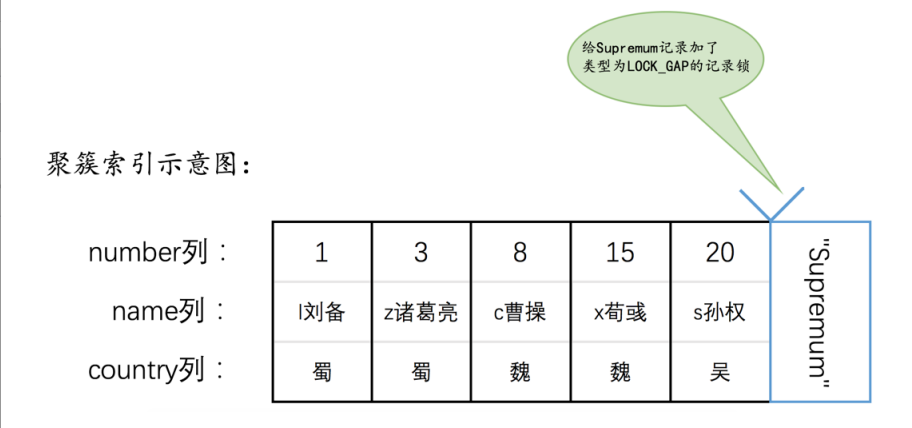 给Supremum记录加了
类型为LOCK_GAP的记录锁
聚簇索引示意图：
number列： 1 3 8 15 20 "Supremum"
name列： l刘备 z诸葛亮 c曹操 x荀彧 s孙权
country列： 蜀 蜀 魏 魏 吴